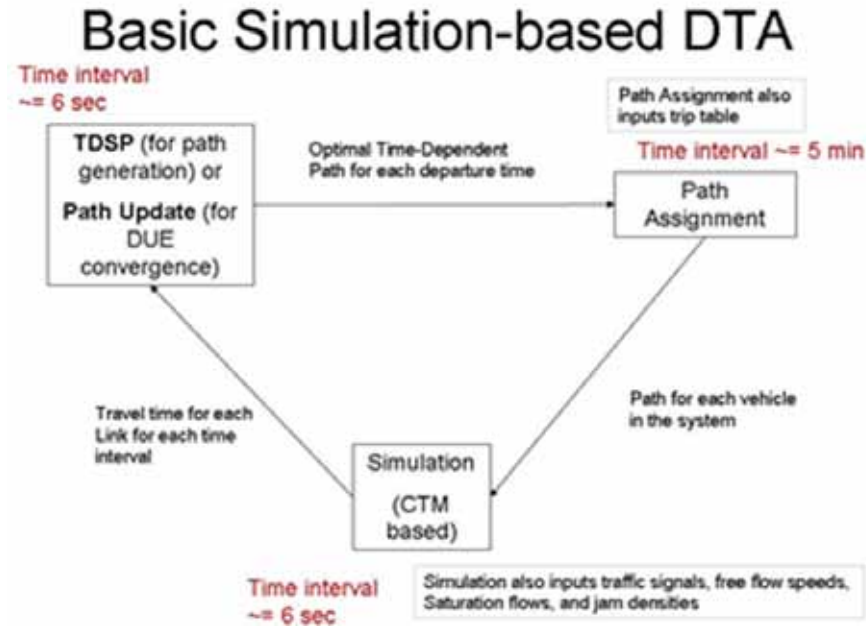 Basic Simulation-based DTA
Time interval
~= 6 sec
TDSP (for path
generation) or
Path Update (for
DUE
convergence)
Optimal Time-Dependent
Path for each departure time
Path Assignment also
inputs trip table
Time interval ~= 5 min
Path
Assignment
Travel time for each
Link for each time
interval
Path for each vehicle
in the system
Simulation
(CTM
based)
Time interval
~= 6 sec
Simulation also inputs traffic signals, free flow speeds,
Saturation flows, and jam densities